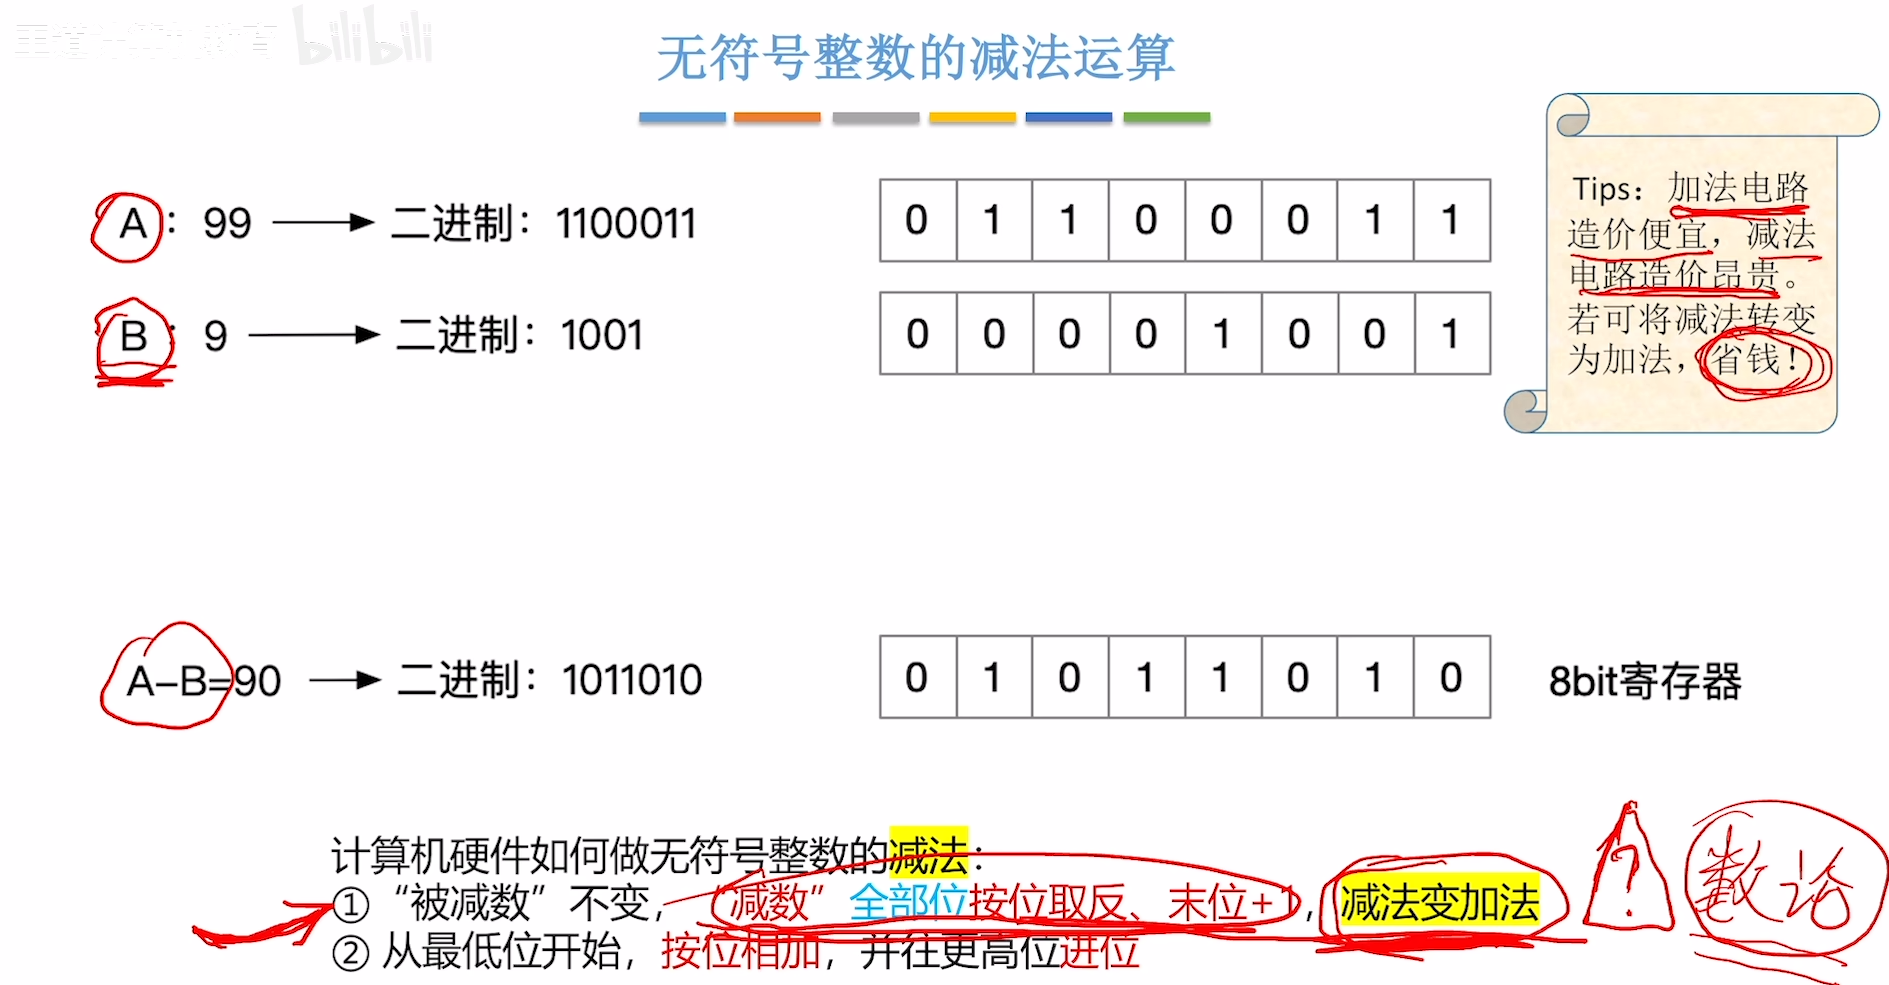 王道计算机教育 bilibili
无符号整数的减法运算
A：99 二进制：1100011 0 1 1 0 0 0 1 1
B：9 二进制：1001 0 0 0 0 1 0 0 1
Tips：加法电路
造价便宜，减法
电路造价昂贵。
若可将减法转变
为加法，省钱！
A–B=90 二进制：1011010 0 1 0 1 1 0 1 0 8bit寄存器
计算机硬件如何做无符号整数的减法：
①“被减数”不变，“减数”全部位按位取反、末位+1，减法变加法
②从最低位开始，按位相加，并往更高位进位
?
数论